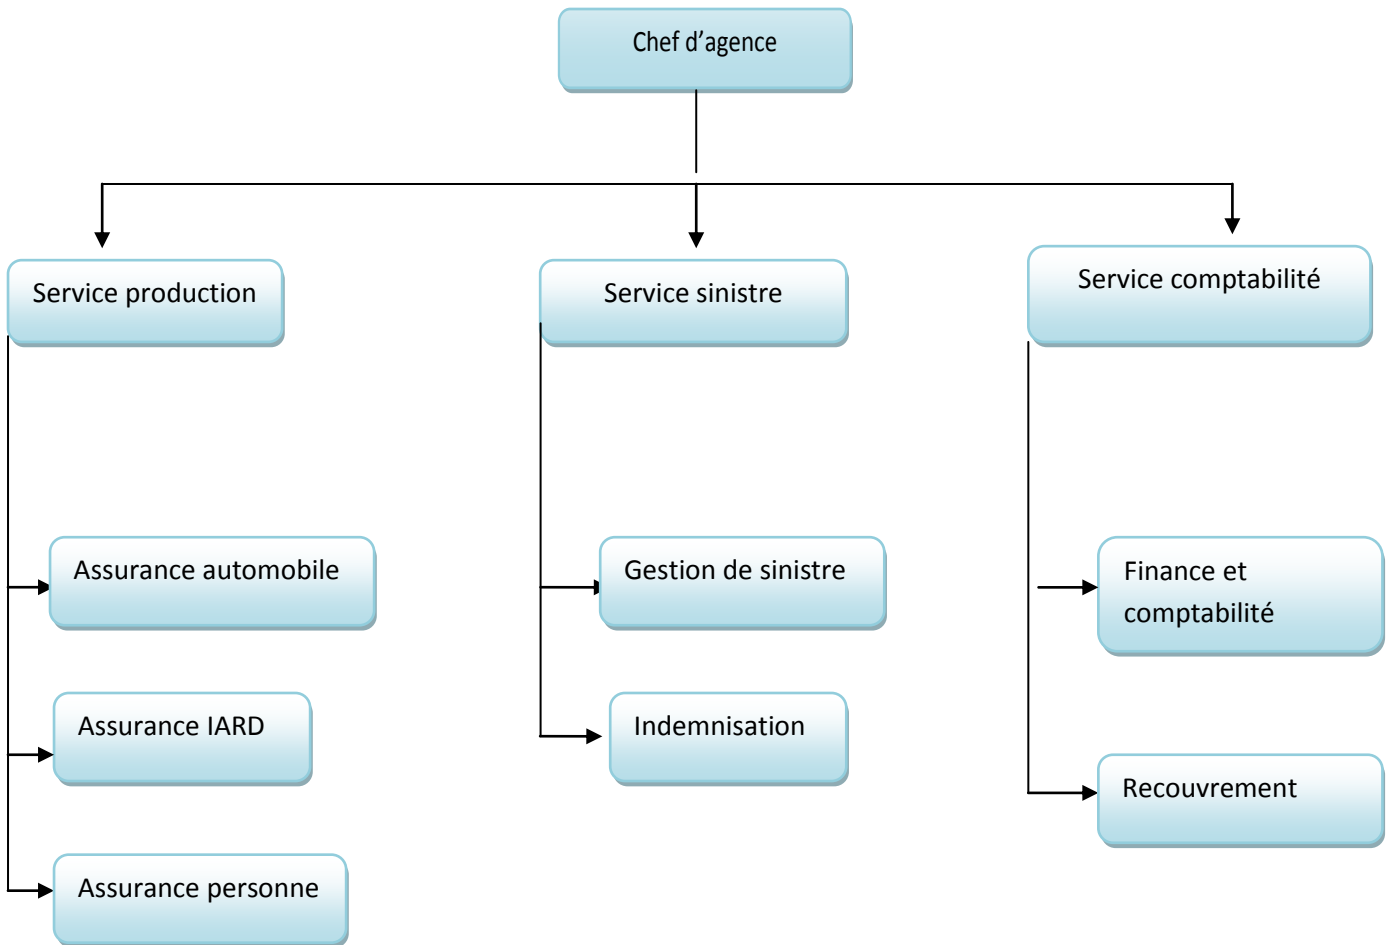 Chef d’agence
Service production
Service sinistre
Service comptabilité
Assurance automobile
Gestion de sinistre
Finance et
comptabilité
Assurance IARD
Indemnisation
Recouvrement
Assurance personne